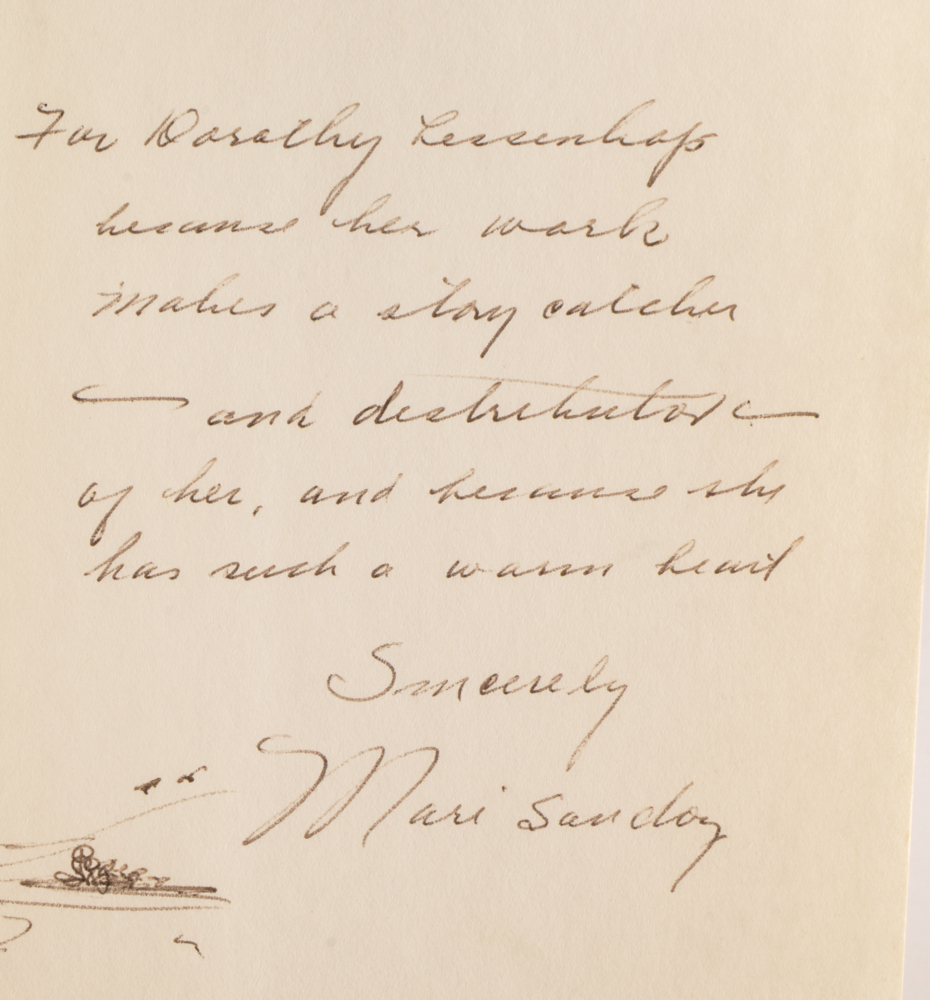 For Dorothy Lessenhop
because her work
makes a story catcher
— and distributor —
of her, and because she
has such a warm heart
Sincerely
Mari Sandoz